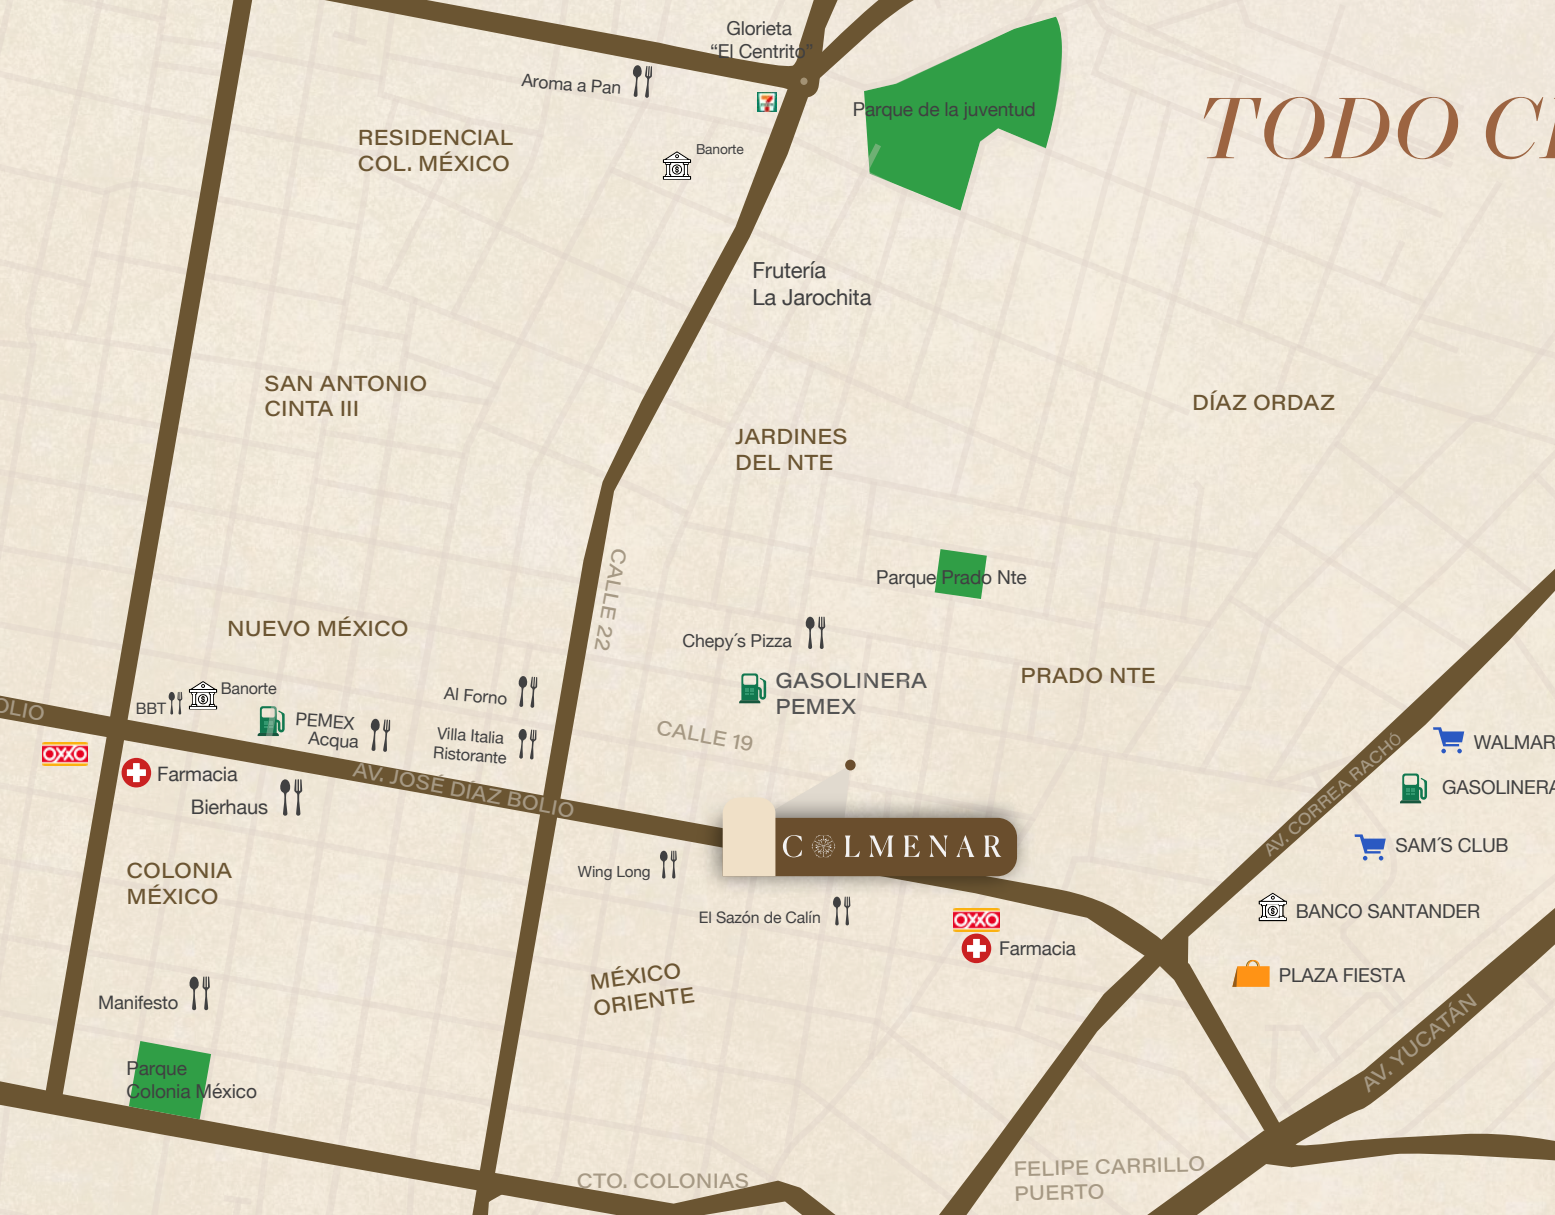 Glorieta
“El Centrito”
Aroma a Pan
7
Parque de la juventud
TODO
RESIDENCIAL
COL. MÉXICO
Banorte
Frutería
La Jarochita
SAN ANTONIO
CINTA III
DÍAZ ORDAZ
JARDINES
DEL NTE
CALLE 22
Parque Prado Nte
NUEVO MÉXICO
Chepy´s Pizza
GASOLINERA
PEMEX
PRADO NTE
OLIO
BBT
Banorte
Al Forno
PEMEX
Acqua
Villa Italia
Ristorante
CALLE 19
OXXO
Farmacia
Bierhaus
AV. JOSÉ DÍAZ BOLIO
AV. CORREA RACHÓ
WALMAR
GASOLINERA
SAM´S CLUB
COLMENAR
COLONIA
MÉXICO
Wing Long
El Sazón de Calín
OXXO
Farmacia
BANCO SANTANDER
PLAZA FIESTA
MÉXICO
ORIENTE
Manifesto
AV. YUCATÁN
Parque
Colonia México
CTO. COLONIAS
FELIPE CARRILLO
PUERTO